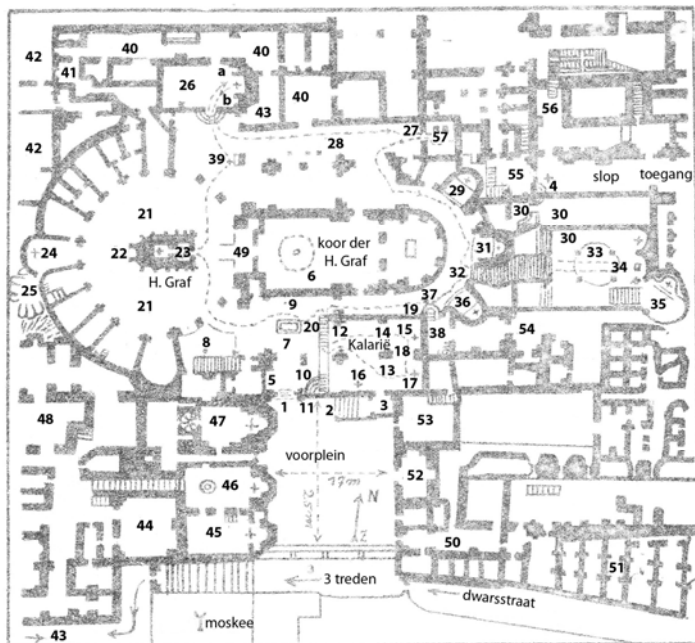 42 40 40
41 26 a
b 40 56
43
42 27 57
39 28
55 4 slop toegang
29
21 30 30
koor der
H. Graf
24 22 23 49 31 30 33
H. Graf 6 32 34
25
21 9 37 36 35
20 12 14 15 19
8 7 Kalarië 38 54
18
10 13
5 16 17
48 47 1 11 2 3 53
voorplein
46 17m 52
25m N
44 45 Z 50
51
3
3 treden
dwarsstraat
moskee
43